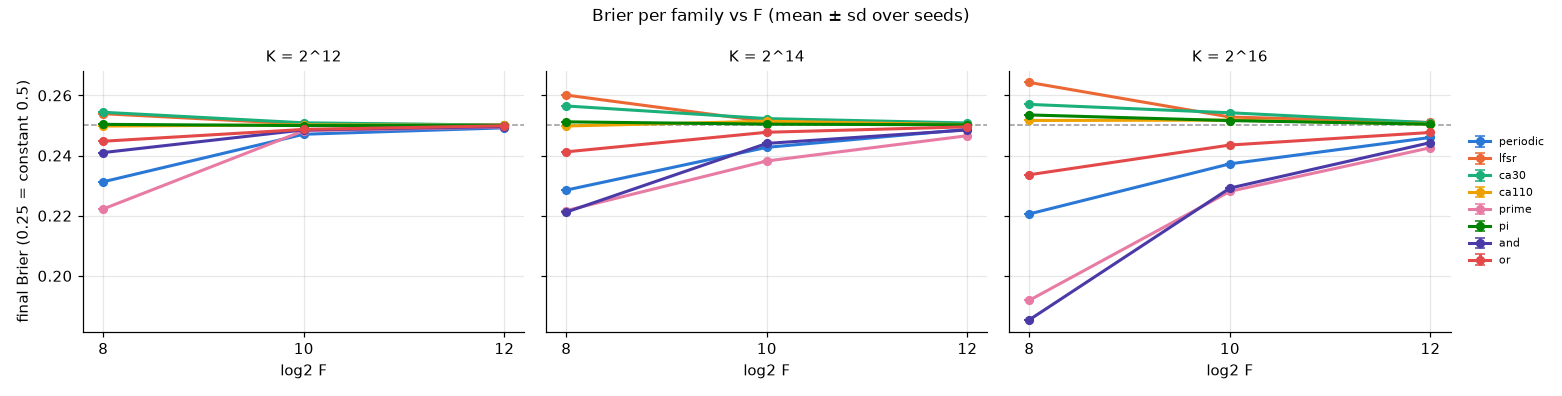 Brier per family vs F (mean ± sd over seeds)
K = 2^12
K = 2^14
K = 2^16
final Brier (0.25 = constant 0.5)
0.26
0.24
0.22
0.20
8
10
12
8
10
12
8
10
12
log2 F
log2 F
log2 F
periodic
lfsr
ca30
ca110
prime
pi
and
or